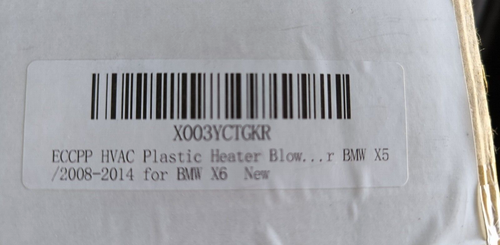 X003YCTGKR
ECCPP HVAC Plastic Heater Blow...r BMW X5
/2008-2014 for BMW X6 New